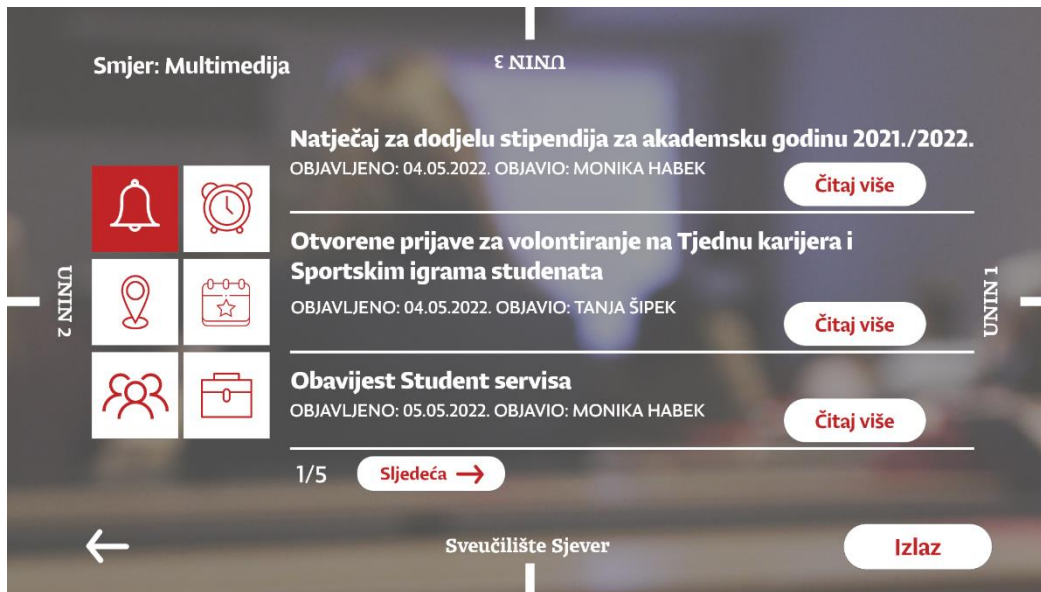 UNIN 3
Smjer: Multimedija
Natječaj za dodjelu stipendija za akademsku godinu 2021./2022.
OBJAVLJENO: 04.05.2022. OBJAVIO: MONIKA HABEK
Čitaj više
Otvorene prijave za volontiranje na Tjednu karijera i
Sportskim igrama studenata
OBJAVLJENO: 04.05.2022. OBJAVIO: TANJA ŠIPEK
Čitaj više
UNIN 2
UNIN 1
Obavijest Student servisa
OBJAVLJENO: 05.05.2022. OBJAVIO: MONIKA HABEK
Čitaj više
1/5
Sljedeća
Sveučilište Sjever
Izlaz